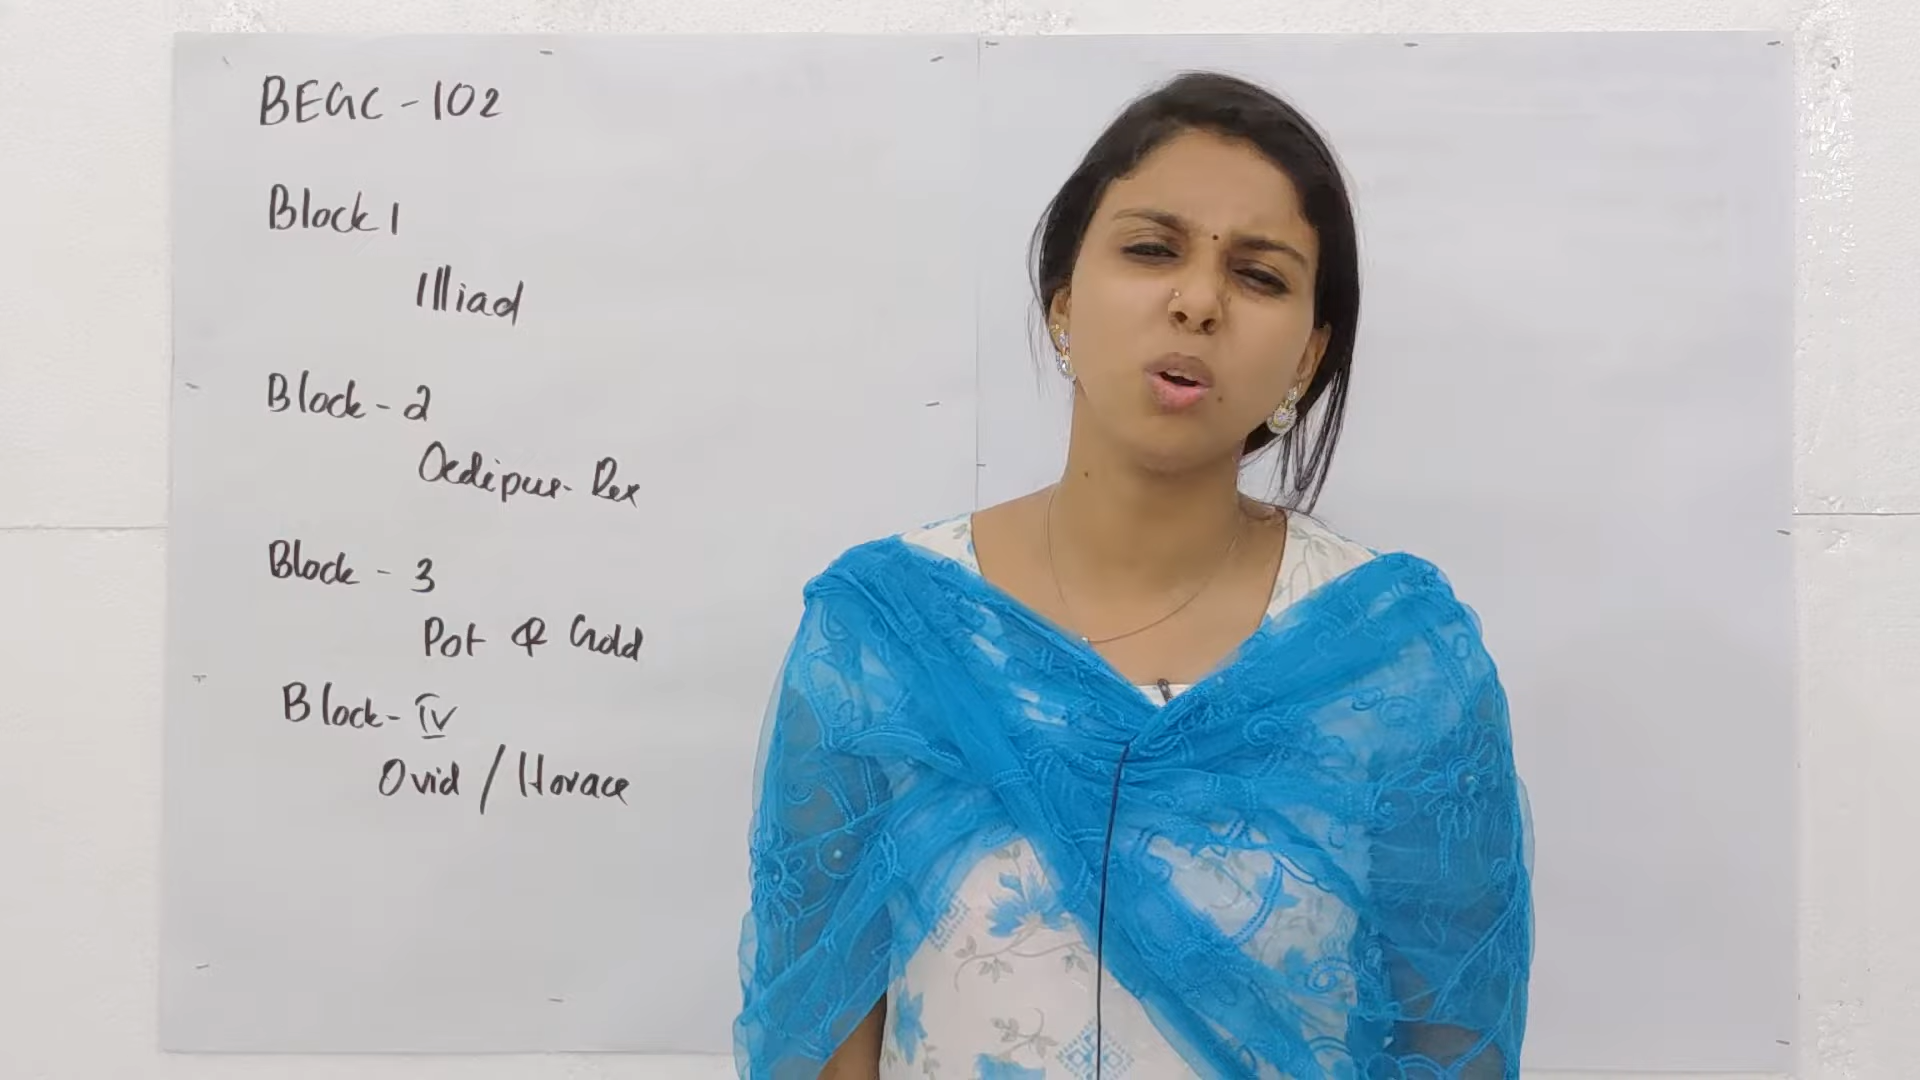 BEGC - 102
Block 1
Illiad
Block - 2
Oedipus Rex
Block - 3
Pot of Gold
Block - IV
Ovid / Horace